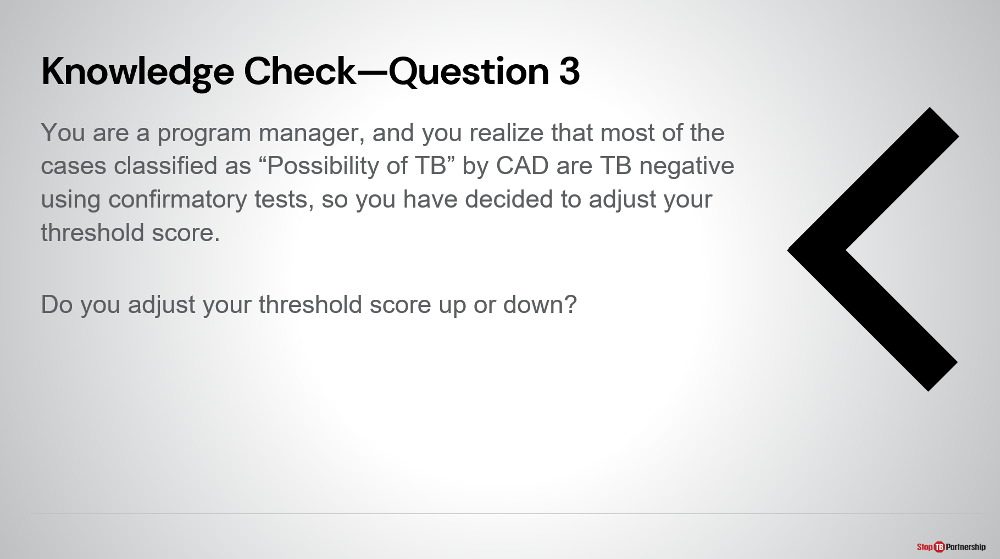 Knowledge Check—Question 3
You are a program manager, and you realize that most of the
cases classified as “Possibility of TB” by CAD are TB negative
using confirmatory tests, so you have decided to adjust your
threshold score.
Do you adjust your threshold score up or down?
Stop TB Partnership